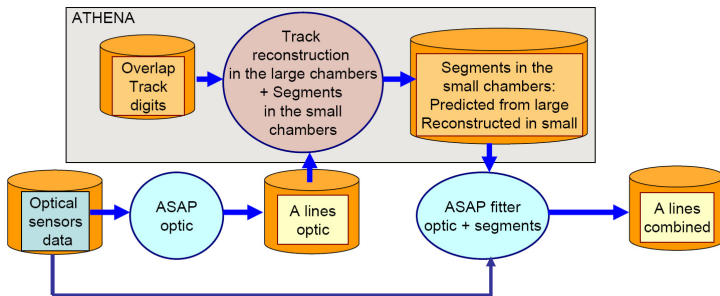 ATHENA
Overlap
Track
digits
Track
reconstruction
in the large chambers
+ Segments
in the small
chambers
Segments in the
small chambers:
Predicted from large
Reconstructed in small
Optical
sensors
data
ASAP
optic
A lines
optic
ASAP fitter
optic + segments
A lines
combined